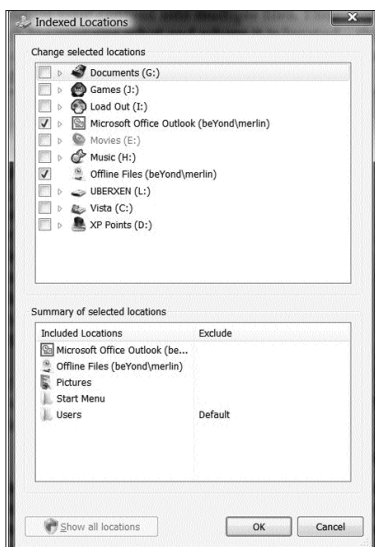 Indexed Locations
Change selected locations
Documents (G:)
Games (J:)
Load Out (I:)
Microsoft Office Outlook (beYond\merlin)
Movies (E:)
Music (H:)
Offline Files (beYond\merlin)
UBERXEN (L:)
Vista (C:)
XP Points (D:)
Summary of selected locations
Included Locations Exclude
Microsoft Office Outlook (be...
Offline Files (beYond\merlin)
Pictures
Start Menu
Users Default
Show all locations OK Cancel